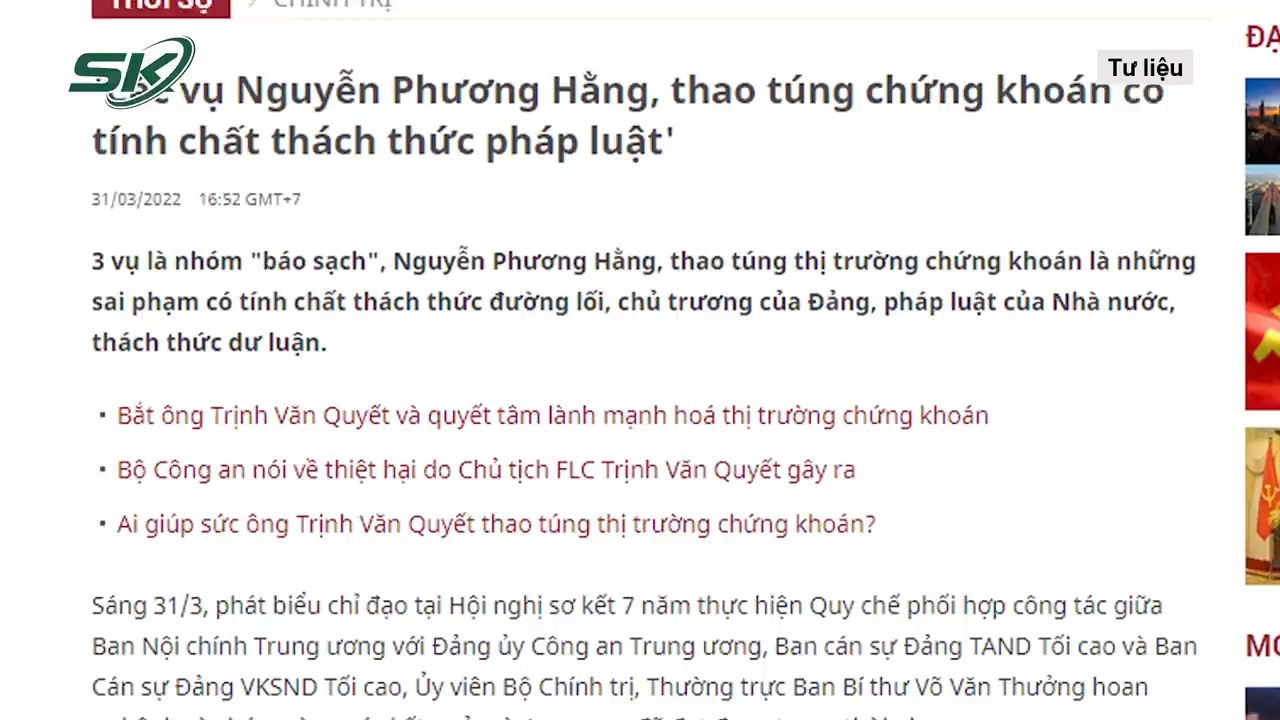 THỜI SỰ
CHÍNH TRỊ
SK
Tư liệu
vụ Nguyễn Phương Hằng, thao túng chứng khoán có
tính chất thách thức pháp luật'
31/03/2022 16:52 GMT+7
3 vụ là nhóm "báo sạch", Nguyễn Phương Hằng, thao túng thị trường chứng khoán là những
sai phạm có tính chất thách thức đường lối, chủ trương của Đảng, pháp luật của Nhà nước,
thách thức dư luận.
▪ Bắt ông Trịnh Văn Quyết và quyết tâm lành mạnh hoá thị trường chứng khoán
▪ Bộ Công an nói về thiệt hại do Chủ tịch FLC Trịnh Văn Quyết gây ra
▪ Ai giúp sức ông Trịnh Văn Quyết thao túng thị trường chứng khoán?
Sáng 31/3, phát biểu chỉ đạo tại Hội nghị sơ kết 7 năm thực hiện Quy chế phối hợp công tác giữa
Ban Nội chính Trung ương với Đảng ủy Công an Trung ương, Ban cán sự Đảng TAND Tối cao và Ban
Cán sự Đảng VKSND Tối cao, Ủy viên Bộ Chính trị, Thường trực Ban Bí thư Võ Văn Thưởng hoan